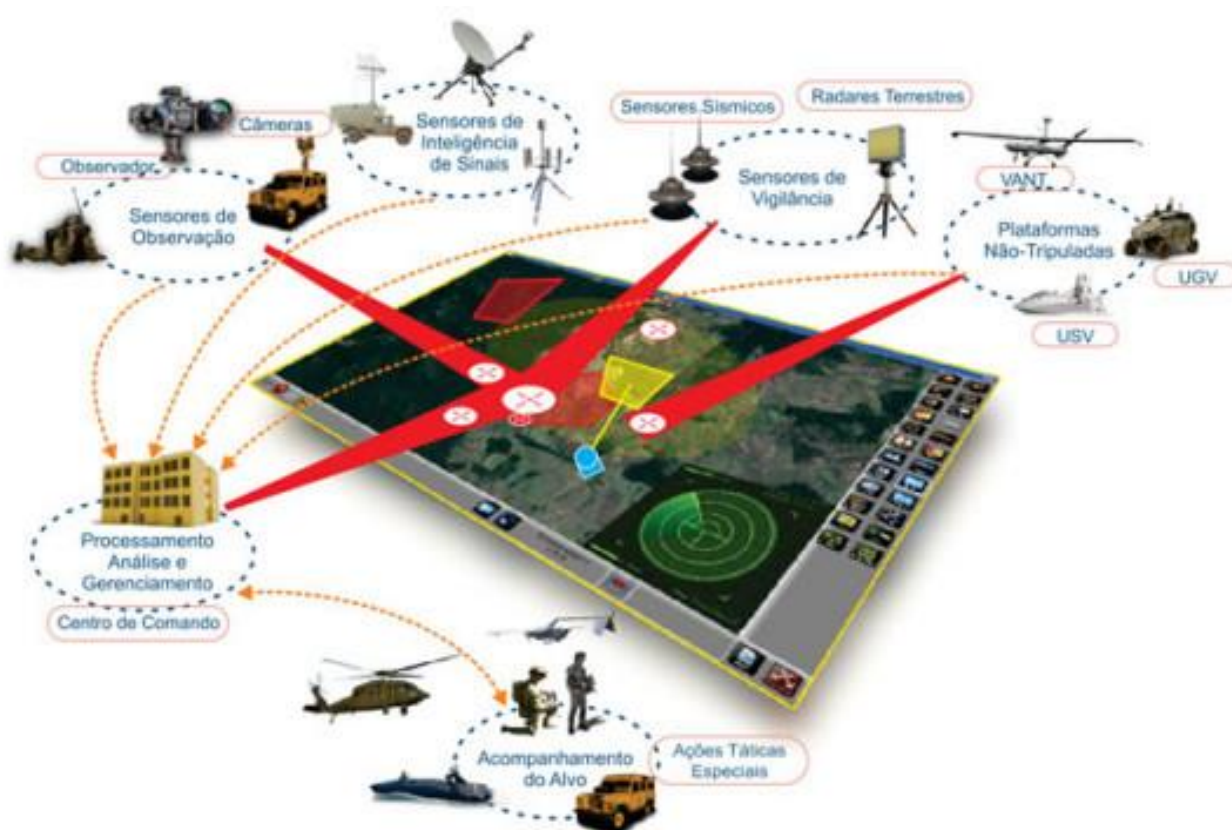 Câmeras
Observador
Sensores de
Observação
Sensores de
Inteligência
de Sinais
Sensores Sísmicos
Radares Terrestres
Sensores de
Vigilância
VANT
Plataformas
Não-Tripuladas
UGV
USV
Processamento
Análise e
Gerenciamento
Centro de Comando
Acompanhamento
do Alvo
Ações Táticas
Especiais